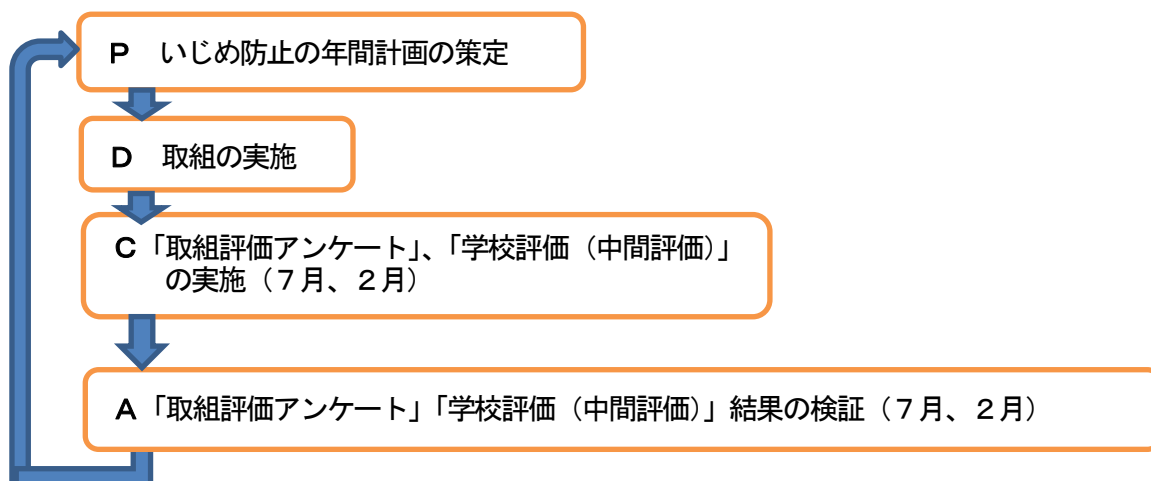 P　いじめ防止の年間計画の策定
D　取組の実施
C「取組評価アンケート」、「学校評価（中間評価）」
の実施（７月、２月）
A「取組評価アンケート」「学校評価（中間評価）」結果の検証（７月、２月）